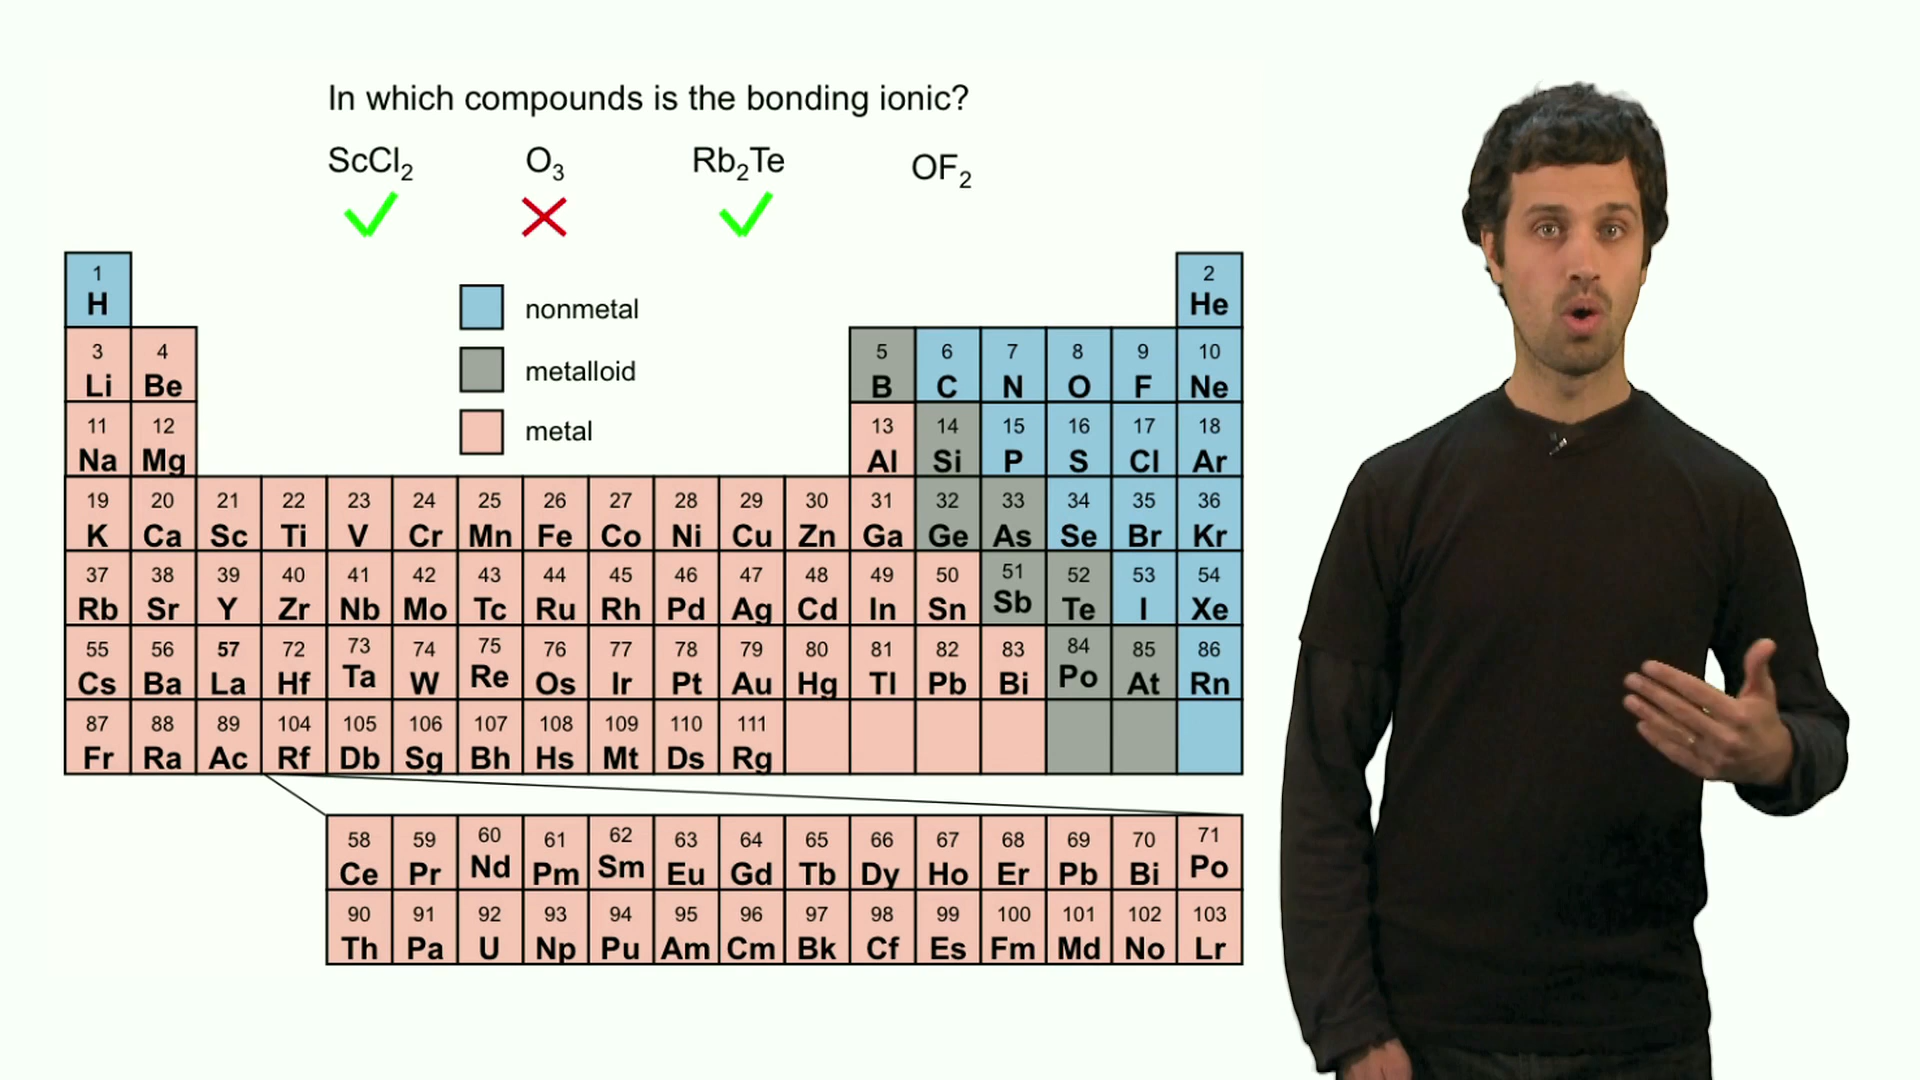 In which compounds is the bonding ionic?
ScCl₂ O₃ Rb₂Te OF₂
1 2
H He
nonmetal
3 4 5 6 7 8 9 10
Li Be B C N O F Ne
metalloid
11 12 13 14 15 16 17 18
Na Mg Al Si P S Cl Ar
metal
19 20 21 22 23 24 25 26 27 28 29 30 31 32 33 34 35 36
K Ca Sc Ti V Cr Mn Fe Co Ni Cu Zn Ga Ge As Se Br Kr
37 38 39 40 41 42 43 44 45 46 47 48 49 50 51 52 53 54
Rb Sr Y Zr Nb Mo Tc Ru Rh Pd Ag Cd In Sn Sb Te I Xe
55 56 57 72 73 74 75 76 77 78 79 80 81 82 83 84 85 86
Cs Ba La Hf Ta W Re Os Ir Pt Au Hg Tl Pb Bi Po At Rn
87 88 89 104 105 106 107 108 109 110 111
Fr Ra Ac Rf Db Sg Bh Hs Mt Ds Rg
58 59 60 61 62 63 64 65 66 67 68 69 70 71
Ce Pr Nd Pm Sm Eu Gd Tb Dy Ho Er Pb Bi Po
90 91 92 93 94 95 96 97 98 99 100 101 102 103
Th Pa U Np Pu Am Cm Bk Cf Es Fm Md No Lr